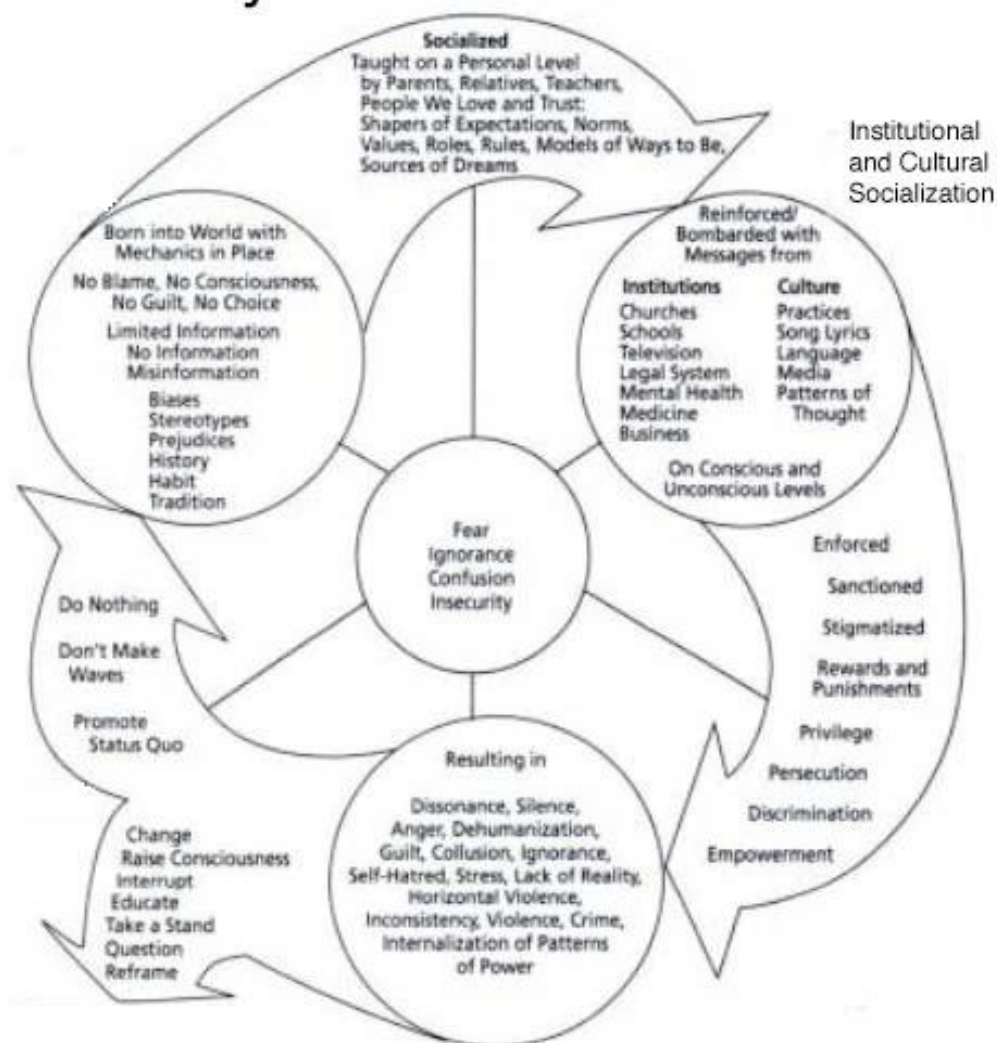 Socialized
Taught on a Personal Level
by Parents, Relatives, Teachers,
People We Love and Trust:
Shapers of Expectations, Norms,
Values, Roles, Rules, Models of Ways to Be,
Sources of Dreams
Institutional
and Cultural
Socialization
Born into World with
Mechanics in Place
No Blame, No Consciousness,
No Guilt, No Choice
Limited Information
No Information
Misinformation
Biases
Stereotypes
Prejudices
History
Habit
Tradition
Reinforced/
Bombarded with
Messages from
Institutions
Churches
Schools
Television
Legal System
Mental Health
Medicine
Business
Culture
Practices
Song Lyrics
Language
Media
Patterns of
Thought
On Conscious and
Unconscious Levels
Fear
Ignorance
Confusion
Insecurity
Enforced
Sanctioned
Stigmatized
Rewards and
Punishments
Privilege
Persecution
Discrimination
Empowerment
Resulting in
Dissonance, Silence,
Anger, Dehumanization,
Guilt, Collusion, Ignorance,
Self-Hatred, Stress, Lack of Reality,
Horizontal Violence,
Inconsistency, Violence, Crime,
Internalization of Patterns
of Power
Do Nothing
Don't Make
Waves
Promote
Status Quo
Change
Raise Consciousness
Interrupt
Educate
Take a Stand
Question
Reframe